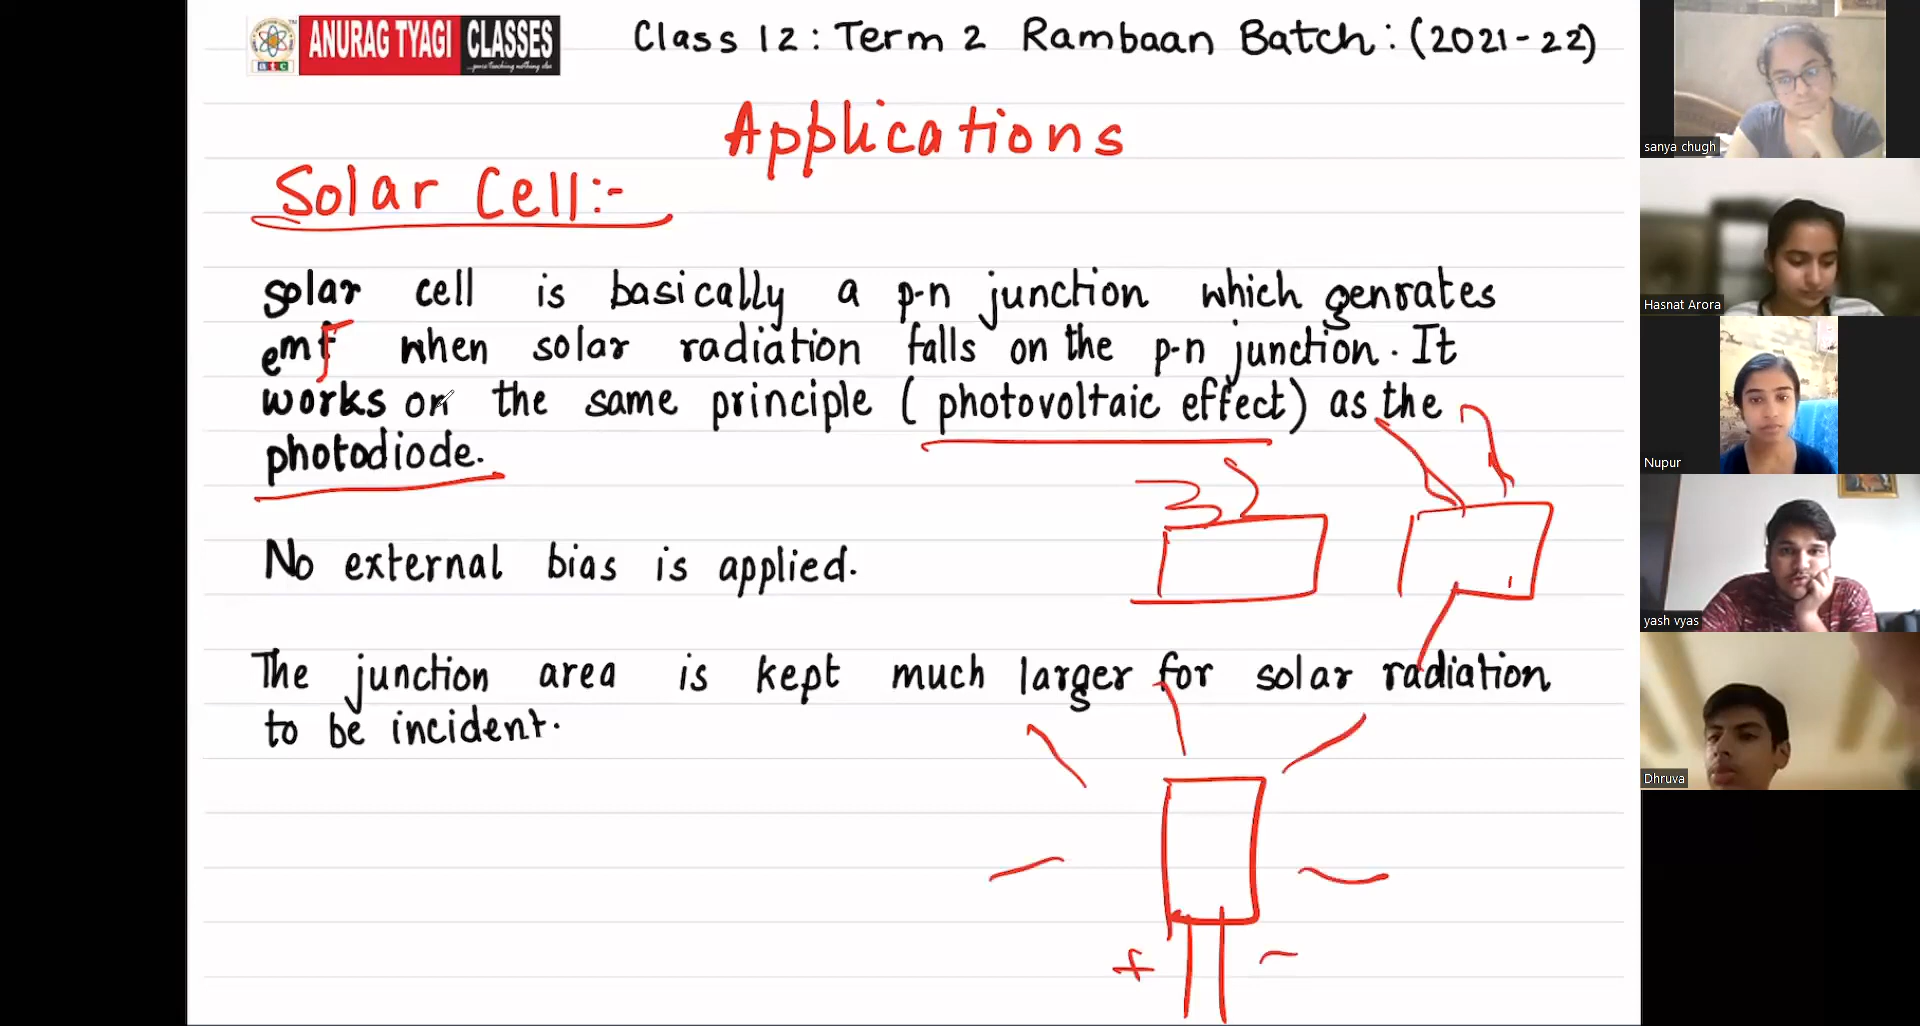 ANURAG TYAGI CLASSES
atc
Class 12: Term 2 Rambaan Batch: (2021-22)
Applications
Solar Cell:-
solar cell is basically a p-n junction which genrates
emf when solar radiation falls on the p-n junction. It
works on the same principle (photovoltaic effect) as the
photodiode.
No external bias is applied.
The junction area is kept much larger for solar radiation
to be incident.
+ -
sanya chugh
Hasnat Arora
Nupur
yash vyas
Dhruva